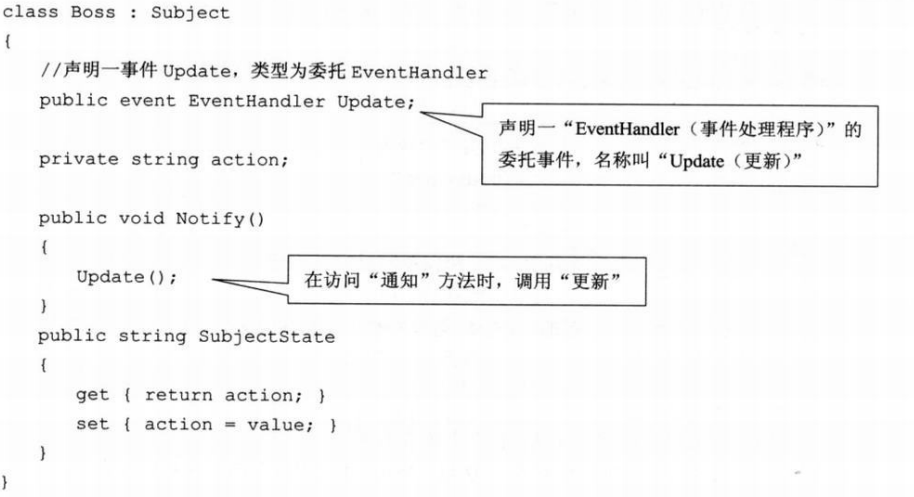 class Boss : Subject
{
//声明一事件 Update，类型为委托 EventHandler
public event EventHandler Update;
声明一“EventHandler（事件处理程序）”的
委托事件，名称叫“Update（更新）”
private string action;
public void Notify()
{
Update();
在访问“通知”方法时，调用“更新”
}
public string SubjectState
{
get { return action; }
set { action = value; }
}
}